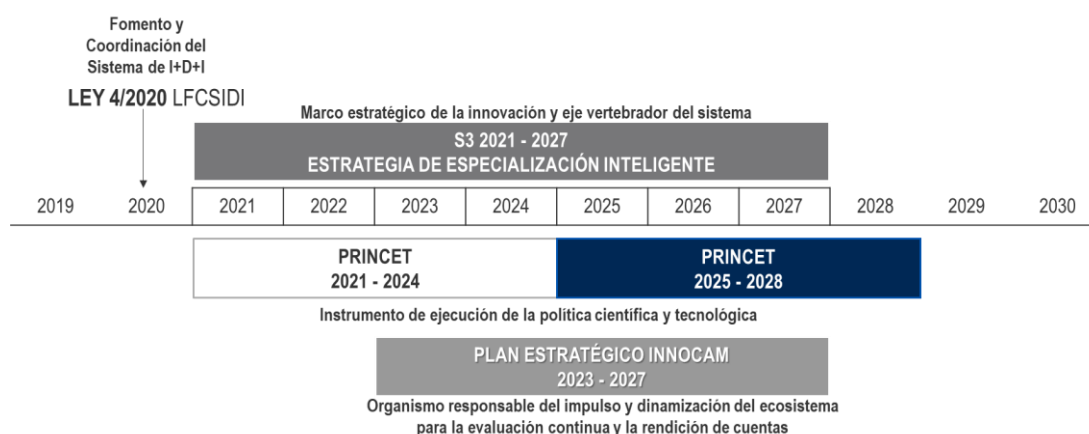 Fomento y
Coordinación del
Sistema de I+D+I
LEY 4/2020 LFCSIDI
Marco estratégico de la innovación y eje vertebrador del sistema
S3 2021 - 2027
ESTRATEGIA DE ESPECIALIZACIÓN INTELIGENTE
2019 2020 2021 2022 2023 2024 2025 2026 2027 2028 2029 2030
PRINCET
2021 - 2024
PRINCET
2025 - 2028
Instrumento de ejecución de la política científica y tecnológica
PLAN ESTRATÉGICO INNOCAM
2023 - 2027
Organismo responsable del impulso y dinamización del ecosistema
para la evaluación continua y la rendición de cuentas